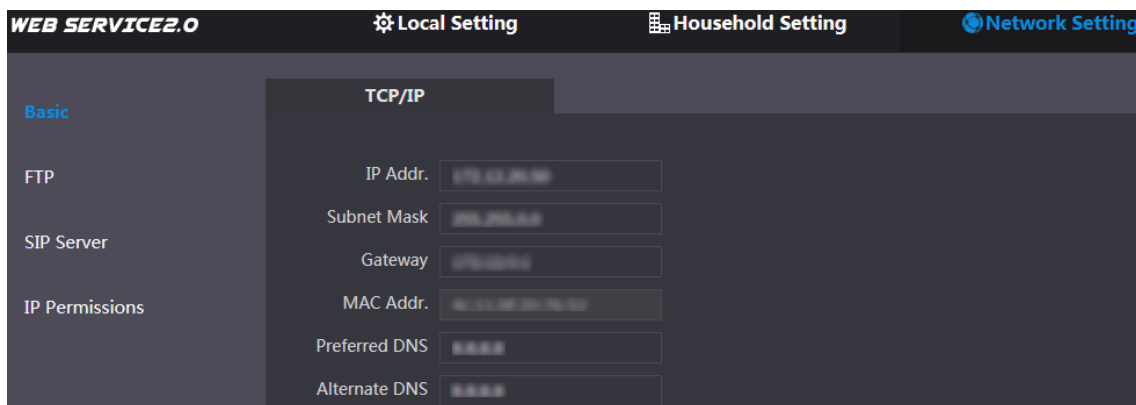 WEB SERVICE2.0
Local Setting
Household Setting
Network Setting
Basic
FTP
SIP Server
IP Permissions
TCP/IP
IP Addr.
Subnet Mask
Gateway
MAC Addr.
Preferred DNS
Alternate DNS